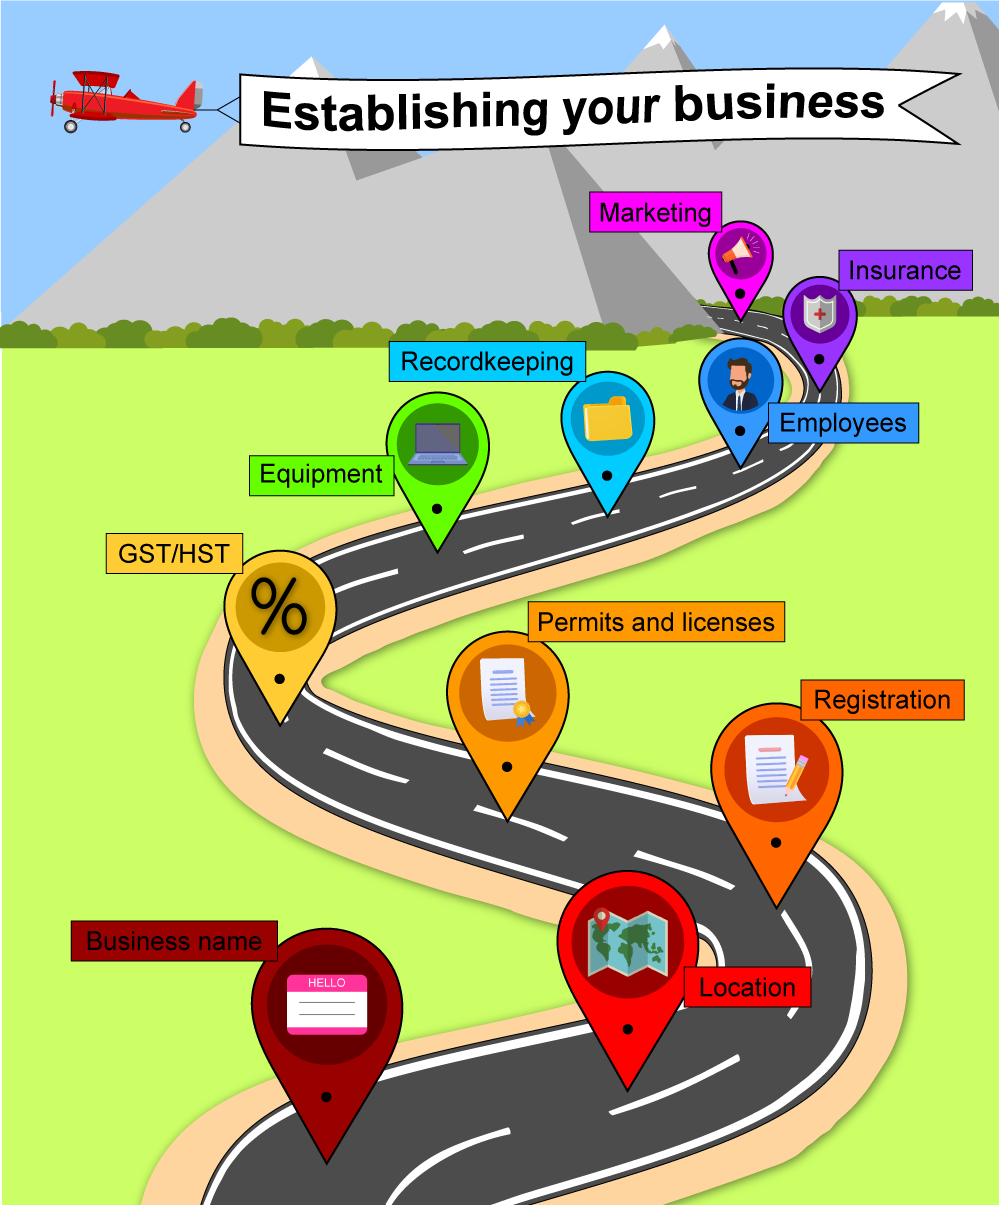 Establishing your business
Marketing
Insurance
Recordkeeping
Employees
Equipment
GST/HST
%
Permits and licenses
Registration
Business name
HELLO
Location